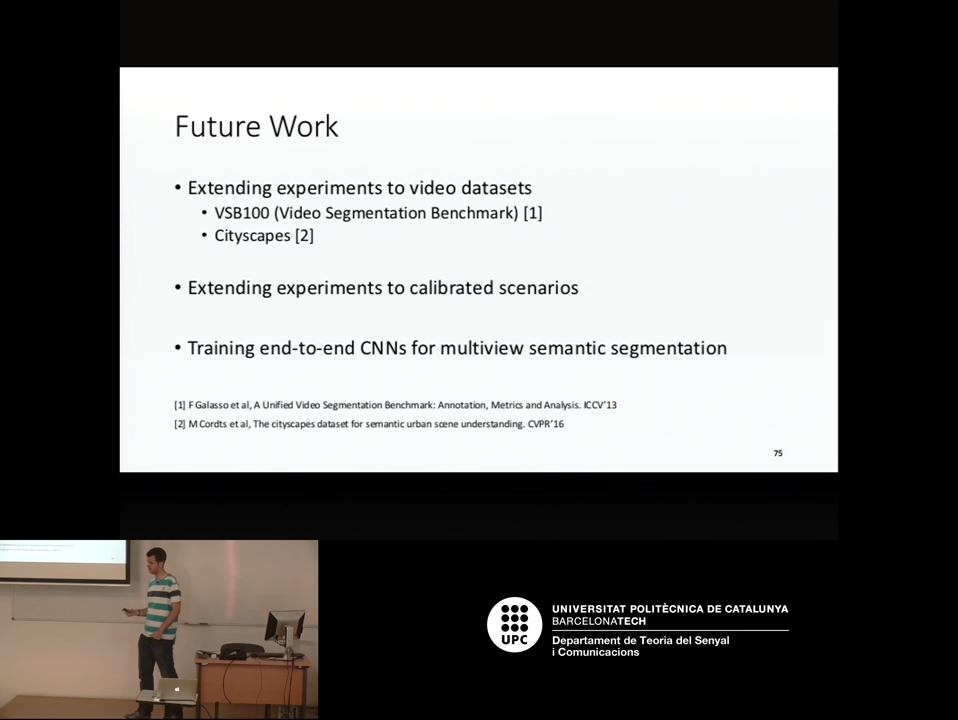 Future Work
• Extending experiments to video datasets
• VSB100 (Video Segmentation Benchmark) [1]
• Cityscapes [2]
• Extending experiments to calibrated scenarios
• Training end-to-end CNNs for multiview semantic segmentation
[1] F Galasso et al, A Unified Video Segmentation Benchmark: Annotation, Metrics and Analysis. ICCV'13
[2] M Cordts et al, The cityscapes dataset for semantic urban scene understanding. CVPR'16
75
UPC
UNIVERSITAT POLITÈCNICA DE CATALUNYA
BARCELONATECH
Departament de Teoria del Senyal
i Comunicacions